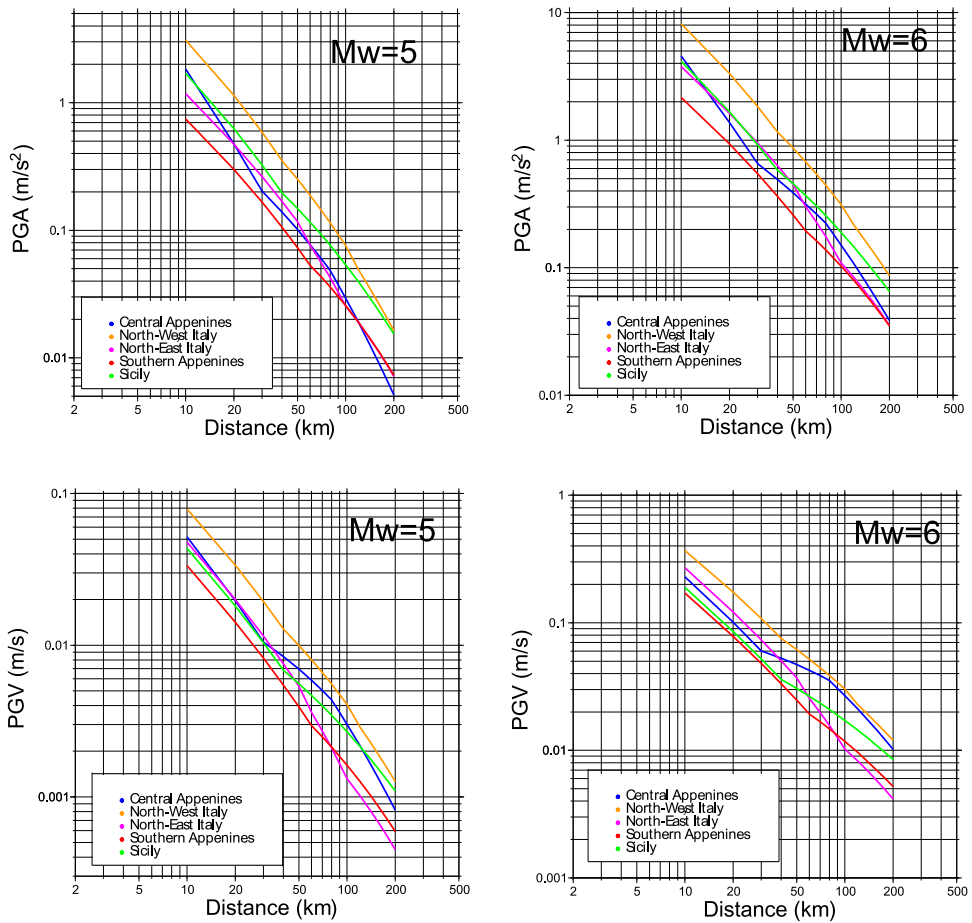 Mw=5
PGA (m/s²)
1
0.1
0.01
Central Appenines
North-West Italy
North-East Italy
Southern Appenines
Sicily
2 5 10 20 50 100 200 500
Distance (km)
Mw=6
PGA (m/s²)
10
1
0.1
0.01
Central Appenines
North-West Italy
North-East Italy
Southern Appenines
Sicily
2 5 10 20 50 100 200 500
Distance (km)
Mw=5
PGV (m/s)
0.1
0.01
0.001
Central Appenines
North-West Italy
North-East Italy
Southern Appenines
Sicily
2 5 10 20 50 100 200 500
Distance (km)
Mw=6
PGV (m/s)
1
0.1
0.01
0.001
Central Appenines
North-West Italy
North-East Italy
Southern Appenines
Sicily
2 5 10 20 50 100 200 500
Distance (km)